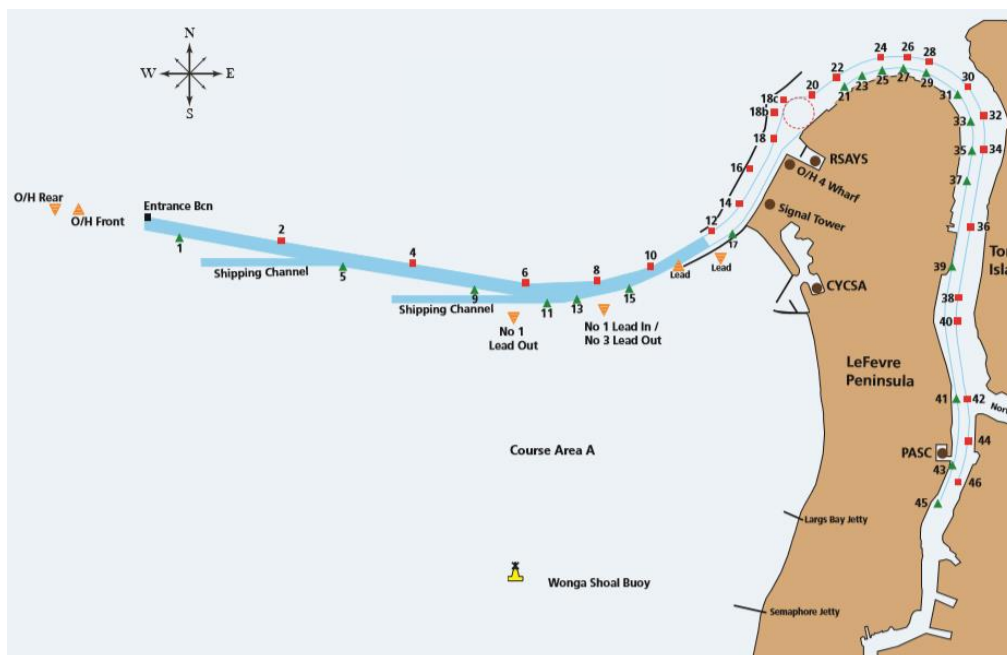 N
W E
S
24
26
28
22
30
20
18c
25
27
29
23
21
31
18b
32
33
18
34
35
RSAYS
16
O/H 4 Wharf
37
O/H Rear
Entrance Bcn
14
Signal Tower
O/H Front
12
17
36
1
2
4
10
Lead
Lead
39
Shipping Channel
5
6
8
CYCSA
9
15
38
Shipping Channel
11
13
40
No 1
Lead Out
No 1 Lead In /
No 3 Lead Out
LeFevre
Peninsula
41
42
44
Course Area A
PASC
43
46
45
Largs Bay Jetty
Wonga Shoal Buoy
Semaphore Jetty